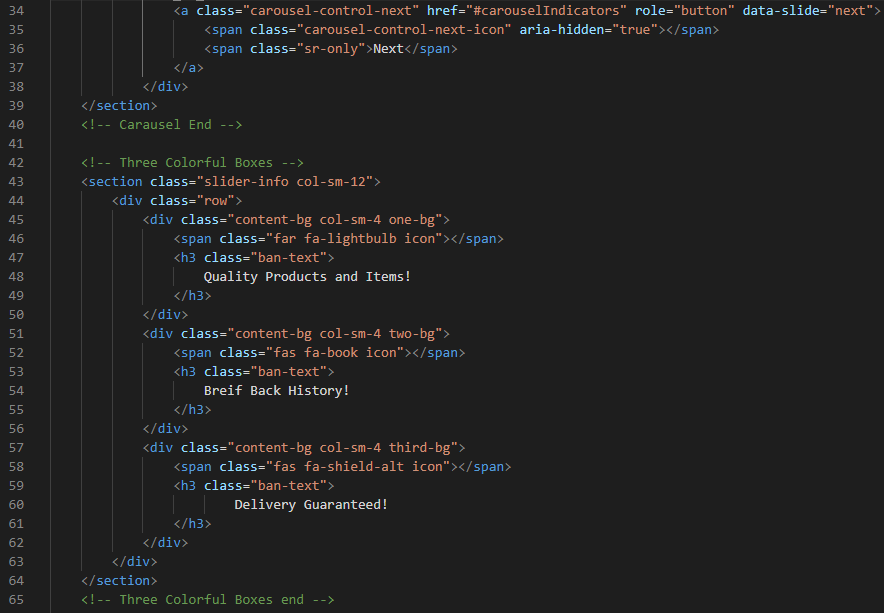 34 <a class="carousel-control-next" href="#carouselIndicators" role="button" data-slide="next">
35 <span class="carousel-control-next-icon" aria-hidden="true"></span>
36 <span class="sr-only">Next</span>
37 </a>
38 </div>
39 </section>
40 <!-- Carausel End -->
41
42 <!-- Three Colorful Boxes -->
43 <section class="slider-info col-sm-12">
44 <div class="row">
45 <div class="content-bg col-sm-4 one-bg">
46 <span class="far fa-lightbulb icon"></span>
47 <h3 class="ban-text">
48 Quality Products and Items!
49 </h3>
50 </div>
51 <div class="content-bg col-sm-4 two-bg">
52 <span class="fas fa-book icon"></span>
53 <h3 class="ban-text">
54 Breif Back History!
55 </h3>
56 </div>
57 <div class="content-bg col-sm-4 third-bg">
58 <span class="fas fa-shield-alt icon"></span>
59 <h3 class="ban-text">
60 Delivery Guaranteed!
61 </h3>
62 </div>
63 </div>
64 </section>
65 <!-- Three Colorful Boxes end -->